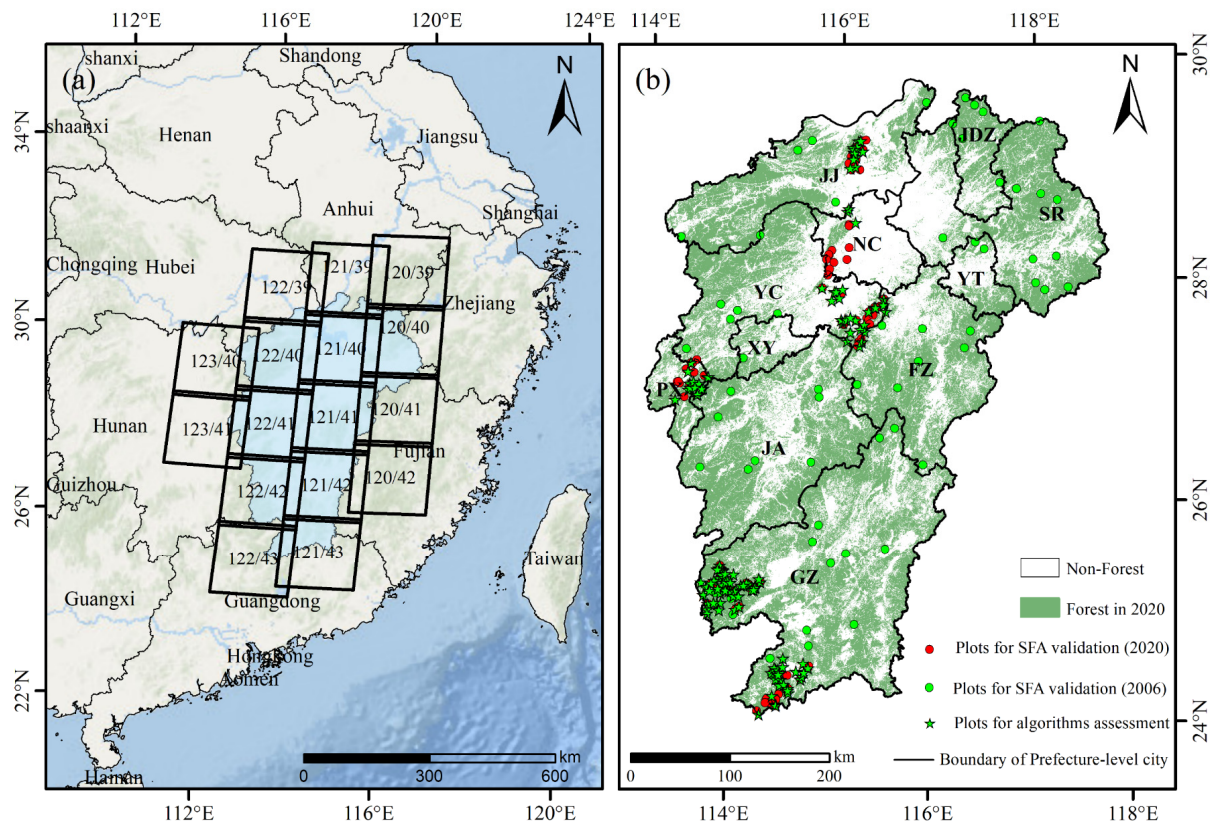 112°E
116°E
120°E
124°E
114°E
116°E
118°E
(a)
N
shanxi
Shandong
34°N
shaanxi
Henan
Jiangsu
Anhui
Shanghai
Chongqing
Hubei
122/39
121/39
120/39
Zhejiang
30°N
123/40
122/40
121/40
120/40
Hunan
123/41
122/41
121/41
120/41
Fujian
Guizhou
26°N
122/42
121/42
120/42
122/43
121/43
Taiwan
Guangxi
Guangdong
HongKong
Aomen
22°N
Hainan
km
0
300
600
112°E
116°E
120°E
(b)
N
30°N
JDZ
JJ
SR
NC
28°N
YT
YC
XY
PX
FZ
JA
26°N
GZ
Non-Forest
Forest in 2020
Plots for SFA validation (2020)
Plots for SFA validation (2006)
Plots for algorithms assessment
Boundary of Prefecture-level city
24°N
km
0
100
200
114°E
116°E
118°E